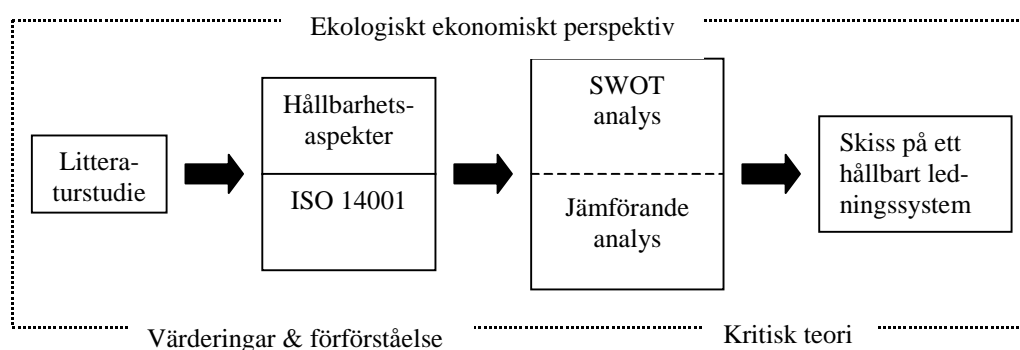 Ekologiskt ekonomiskt perspektiv
Littera-
turstudie
Hållbarhets-
aspekter
ISO 14001
SWOT
analys
Jämförande
analys
Skiss på ett
hållbart led-
ningssystem
Värderingar & förförståelse
Kritisk teori